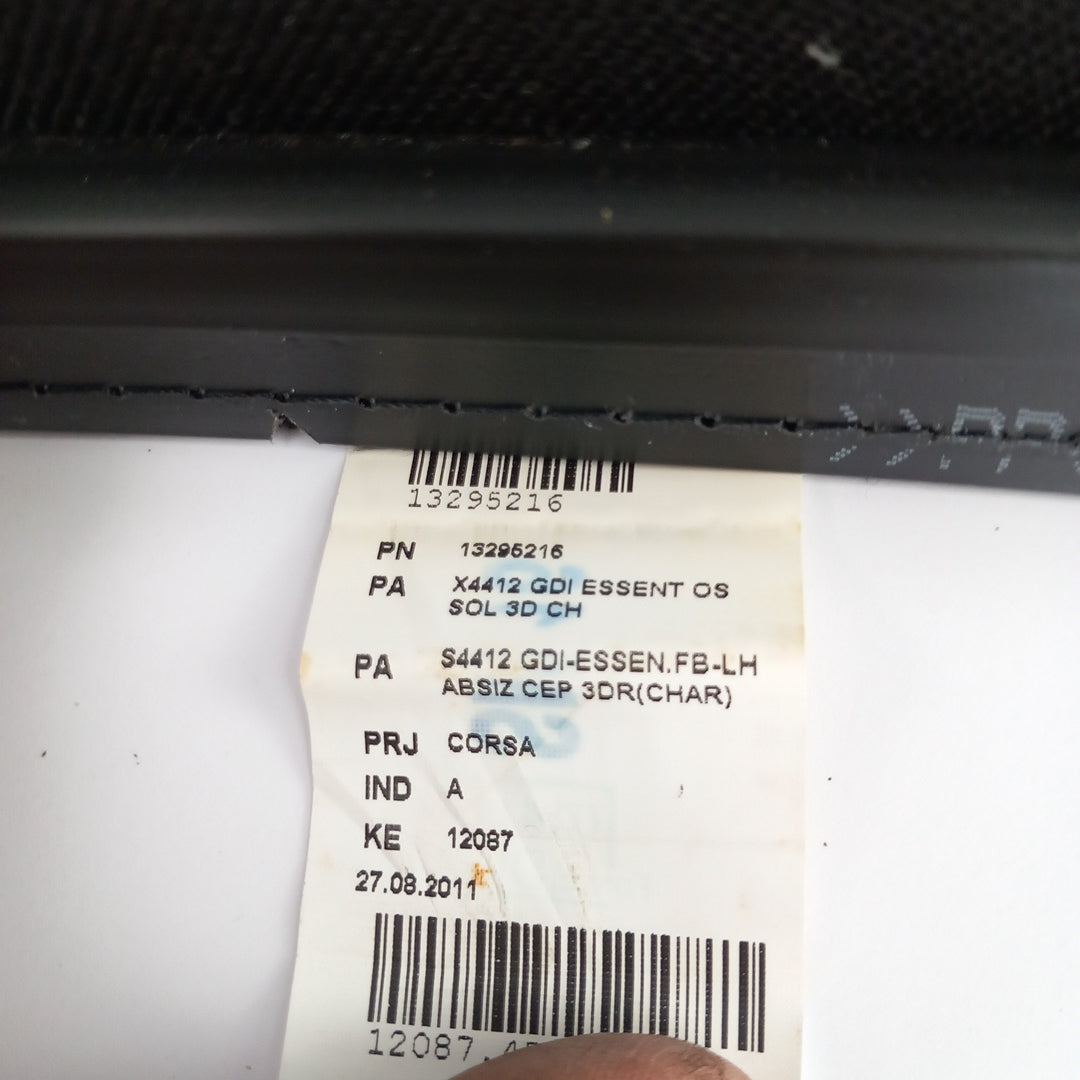 13295216
PN 13295216
PA X4412 GDI ESSENT OS
SOL 3D CH
PA S4412 GDI-ESSEN.FB-LH
ABSIZ CEP 3DR(CHAR)
PRJ CORSA
IND A
KE 12087
27.08.2011